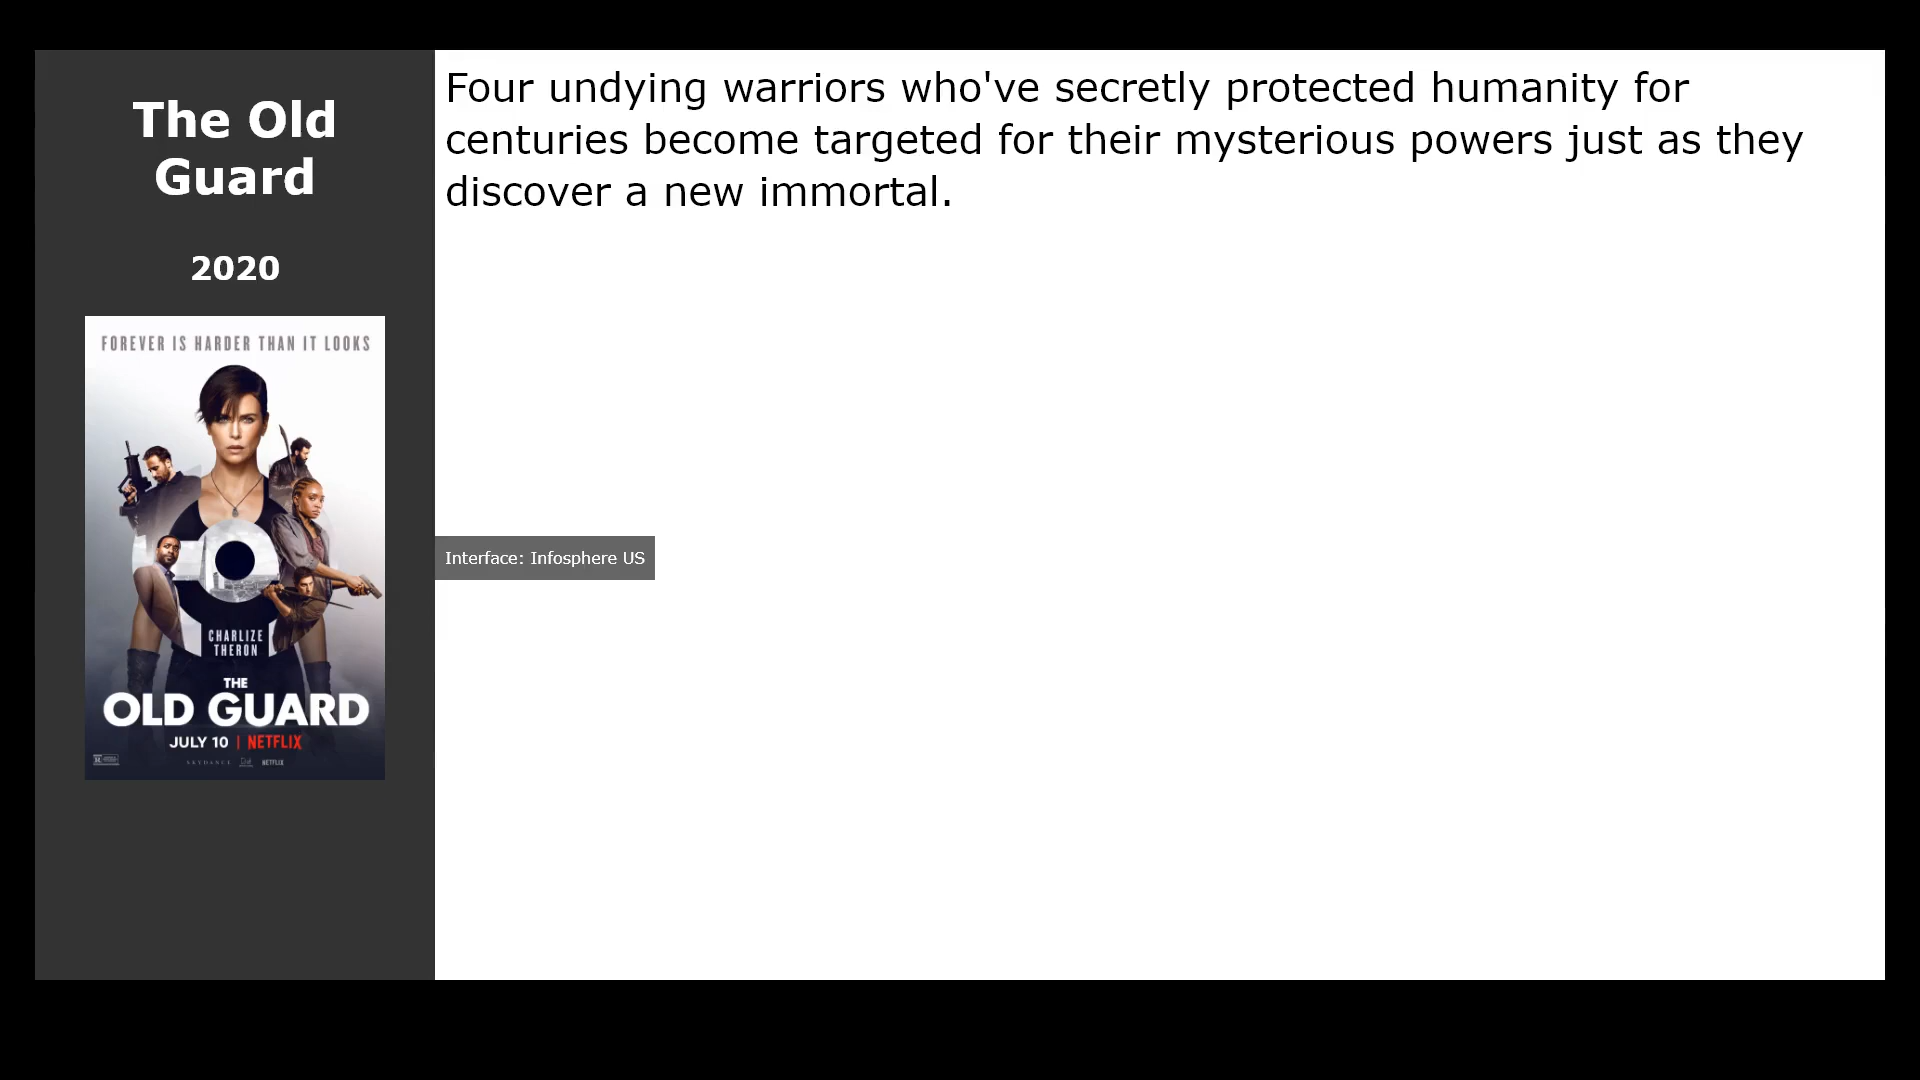 The Old
Guard
2020
FOREVER IS HARDER THAN IT LOOKS
CHARLIZE
THERON
THE
OLD GUARD
JULY 10 | NETFLIX
R
SKYDANCE NETFLIX
Four undying warriors who've secretly protected humanity for
centuries become targeted for their mysterious powers just as they
discover a new immortal.
Interface: Infosphere US